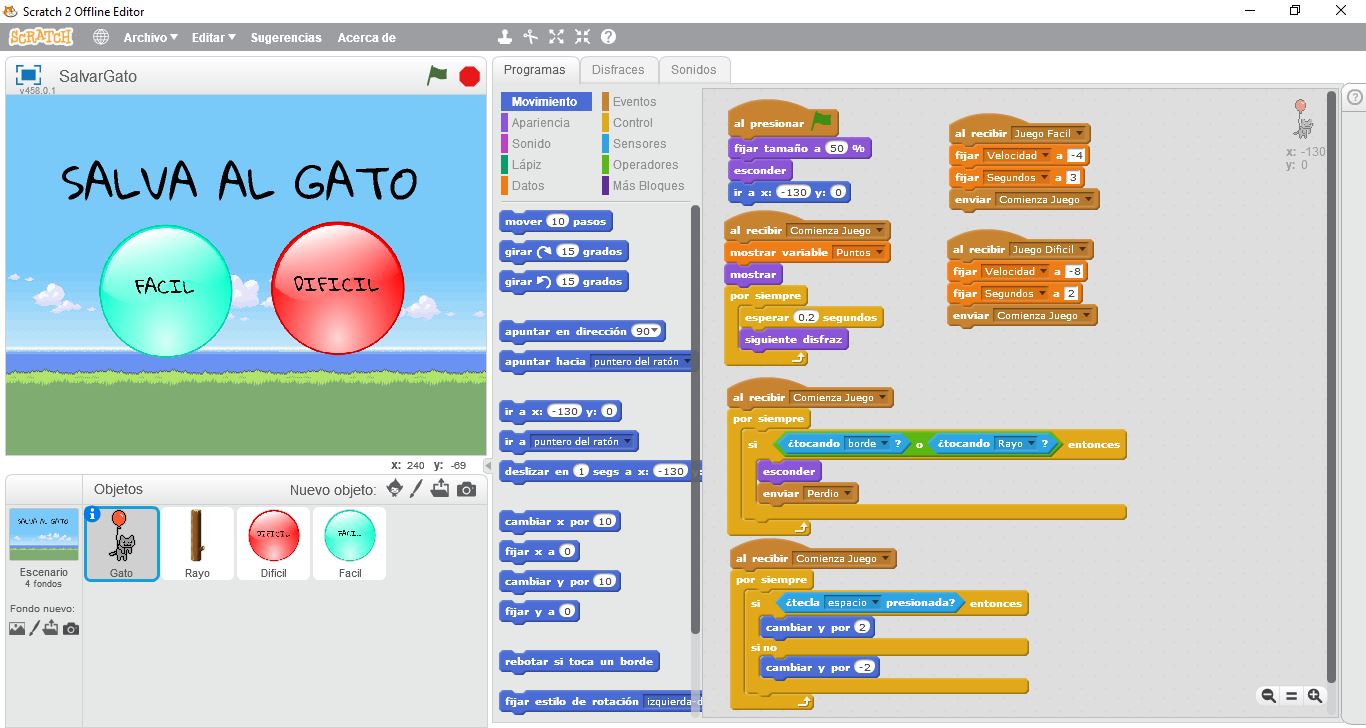 Scratch 2 Offline Editor
SCRATCH Archivo Editar Sugerencias Acerca de
SalvarGato
v458.0.1
SALVA AL GATO
FACIL
DIFICIL
x: 240 y: -69
Objetos Nuevo objeto:
SALVA AL GATO
DIFICIL
FACIL
Escenario
4 fondos
Fondo nuevo:
Gato Rayo Dificil Facil
Programas Disfraces Sonidos
Movimiento Eventos
Apariencia Control
Sonido Sensores
Lápiz Operadores
Datos Más Bloques
mover 10 pasos
girar 15 grados
girar 15 grados
apuntar en dirección 90
apuntar hacia puntero del ratón
ir a x: -130 y: 0
ir a puntero del ratón
deslizar en 1 segs a x: -130 y:
cambiar x por 10
fijar x a 0
cambiar y por 10
fijar y a 0
rebotar si toca un borde
fijar estilo de rotación izquierda-d
al presionar
fijar tamaño a 50 %
esconder
ir a x: -130 y: 0
al recibir Comienza Juego
mostrar variable Puntos
mostrar
por siempre
esperar 0.2 segundos
siguiente disfraz
al recibir Comienza Juego
por siempre
si ¿tocando borde ? o ¿tocando Rayo ? entonces
esconder
enviar Perdio
al recibir Comienza Juego
por siempre
si ¿tecla espacio presionada? entonces
cambiar y por 2
si no
cambiar y por -2
al recibir Juego Facil
fijar Velocidad a -4
fijar Segundos a 3
enviar Comienza Juego
al recibir Juego Dificil
fijar Velocidad a -8
fijar Segundos a 2
enviar Comienza Juego
x: -130
y: 0